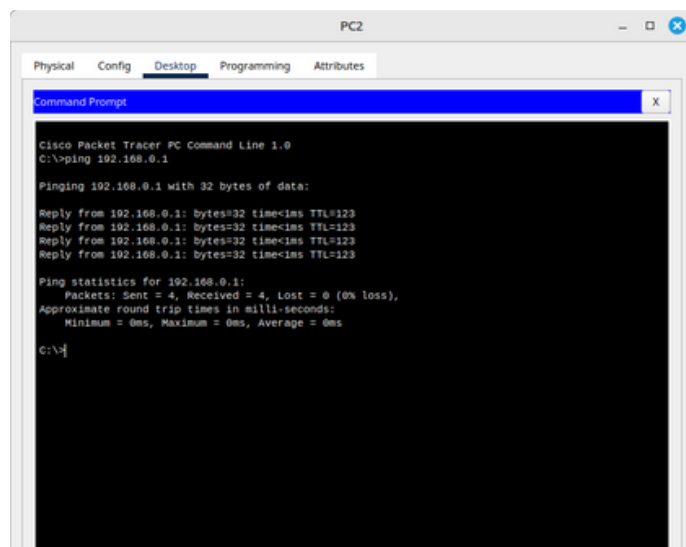 PC2
Physical Config Desktop Programming Attributes
Command Prompt X
Cisco Packet Tracer PC Command Line 1.0
C:\>ping 192.168.0.1
Pinging 192.168.0.1 with 32 bytes of data:
Reply from 192.168.0.1: bytes=32 time<1ms TTL=123
Reply from 192.168.0.1: bytes=32 time<1ms TTL=123
Reply from 192.168.0.1: bytes=32 time<1ms TTL=123
Reply from 192.168.0.1: bytes=32 time<1ms TTL=123
Ping statistics for 192.168.0.1:
Packets: Sent = 4, Received = 4, Lost = 0 (0% loss),
Approximate round trip times in milli-seconds:
Minimum = 0ms, Maximum = 0ms, Average = 0ms
C:\>